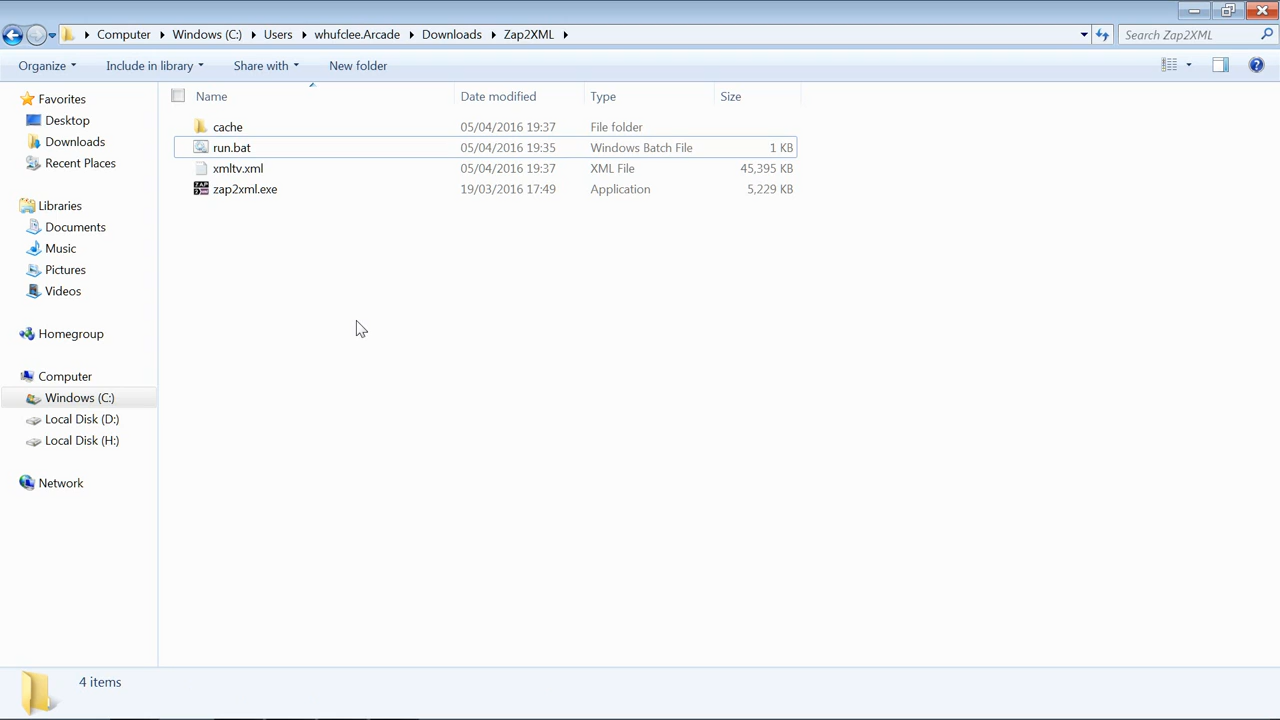 Computer Windows (C:) Users whufclee.Arcade Downloads Zap2XML Search Zap2XML
Organize Include in library Share with New folder
Name Date modified Type Size
Favorites
Desktop
Downloads
Recent Places
Libraries
Documents
Music
Pictures
Videos
Homegroup
Computer
Windows (C:)
Local Disk (D:)
Local Disk (H:)
Network
cache 05/04/2016 19:37 File folder
run.bat 05/04/2016 19:35 Windows Batch File 1 KB
xmltv.xml 05/04/2016 19:37 XML File 45,395 KB
zap2xml.exe 19/03/2016 17:49 Application 5,229 KB
4 items